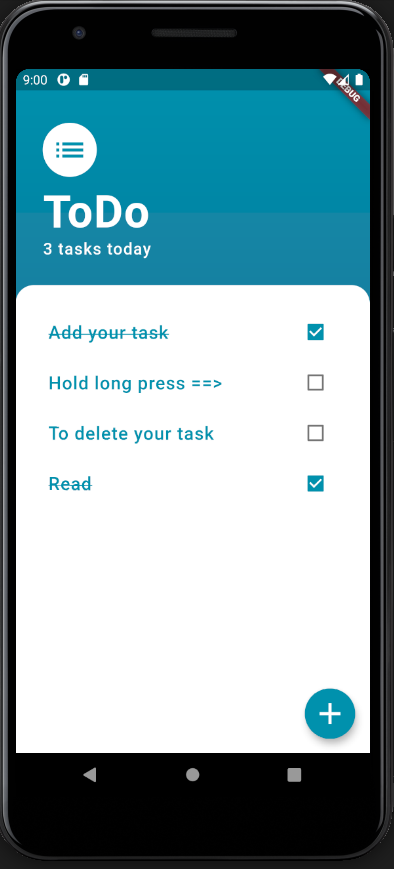 9:00
DEBUG
ToDo
3 tasks today
Add your task
Hold long press ==>
To delete your task
Read